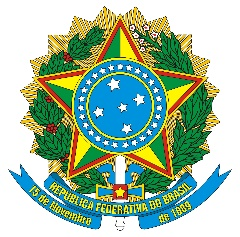 REPÚBLICA FEDERATIVA DO BRASIL
15 de Novembro
de 1889